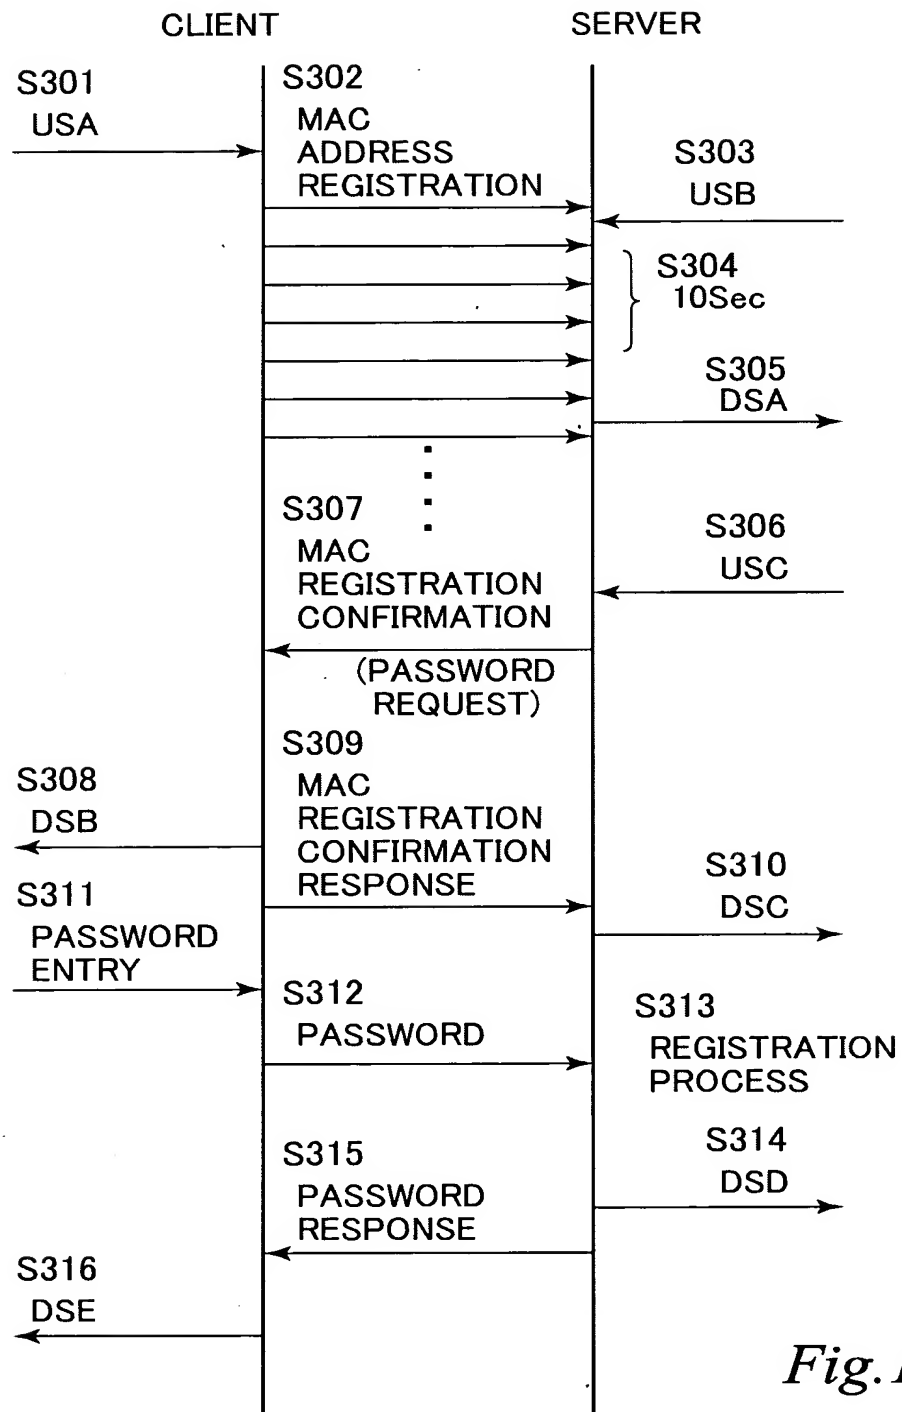 CLIENT
SERVER
S301
USA
S302
MAC
ADDRESS
REGISTRATION
S303
USB
S304
10Sec
S305
DSA
S307
MAC
REGISTRATION
CONFIRMATION
S306
USC
(PASSWORD
REQUEST)
S309
MAC
REGISTRATION
CONFIRMATION
RESPONSE
S308
DSB
S310
DSC
S311
PASSWORD
ENTRY
S312
PASSWORD
S313
REGISTRATION
PROCESS
S314
DSD
S315
PASSWORD
RESPONSE
S316
DSE
Fig.